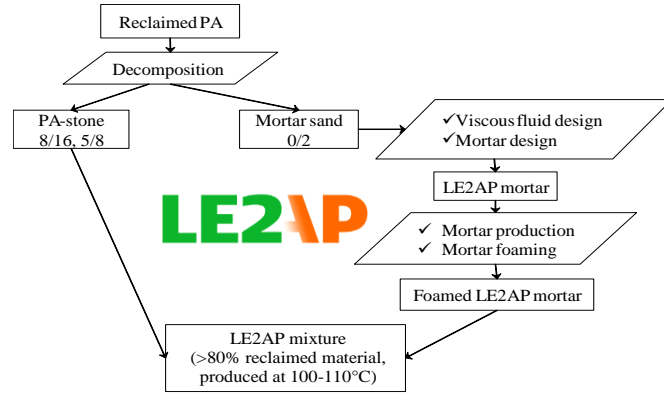 Reclaimed PA
Decomposition
PA-stone
8/16, 5/8
Mortar sand
0/2
✓Viscous fluid design
✓Mortar design
LE2AP mortar
LE2AP
✓ Mortar production
✓ Mortar foaming
Foamed LE2AP mortar
LE2AP mixture
(>80% reclaimed material,
produced at 100-110°C)